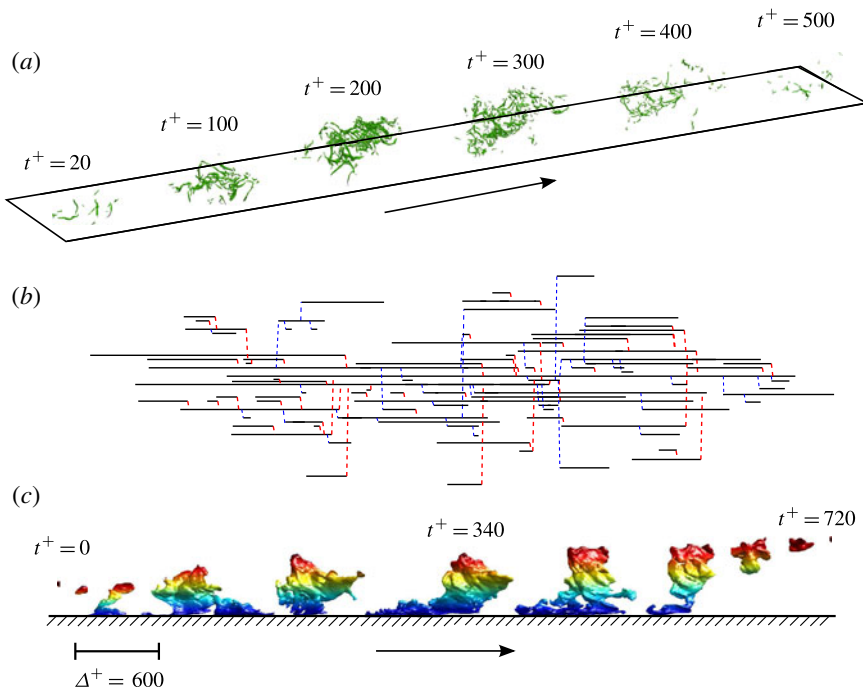 (a)
t⁺ = 20
t⁺ = 100
t⁺ = 200
t⁺ = 300
t⁺ = 400
t⁺ = 500
(b)
(c)
t⁺ = 0
t⁺ = 340
t⁺ = 720
Δ⁺ = 600